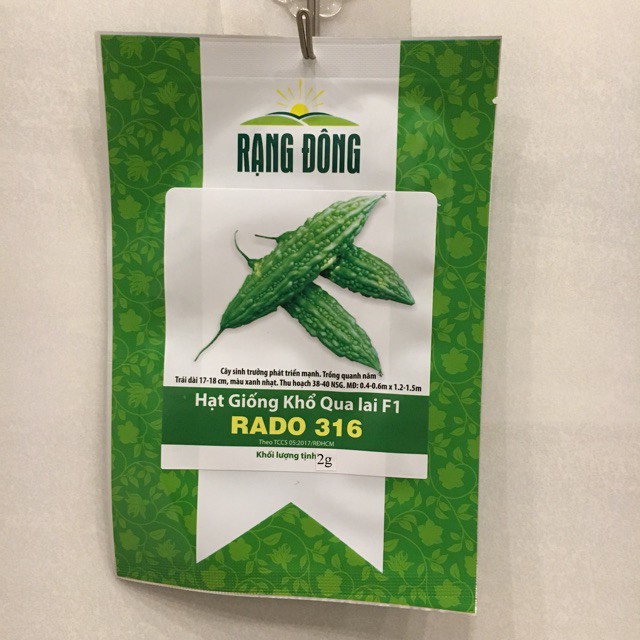 RẠNG ĐÔNG
Cây sinh trưởng phát triển mạnh. Trồng quanh năm
Trái dài 17-18 cm, màu xanh nhạt. Thu hoạch 38-40 NSG. MĐ: 0.4-0.6m x 1.2-1.5m
Hạt Giống Khổ Qua lai F1
RADO 316
Theo TCCS 05:2017/RĐHCM
Khối lượng tịnh 2g